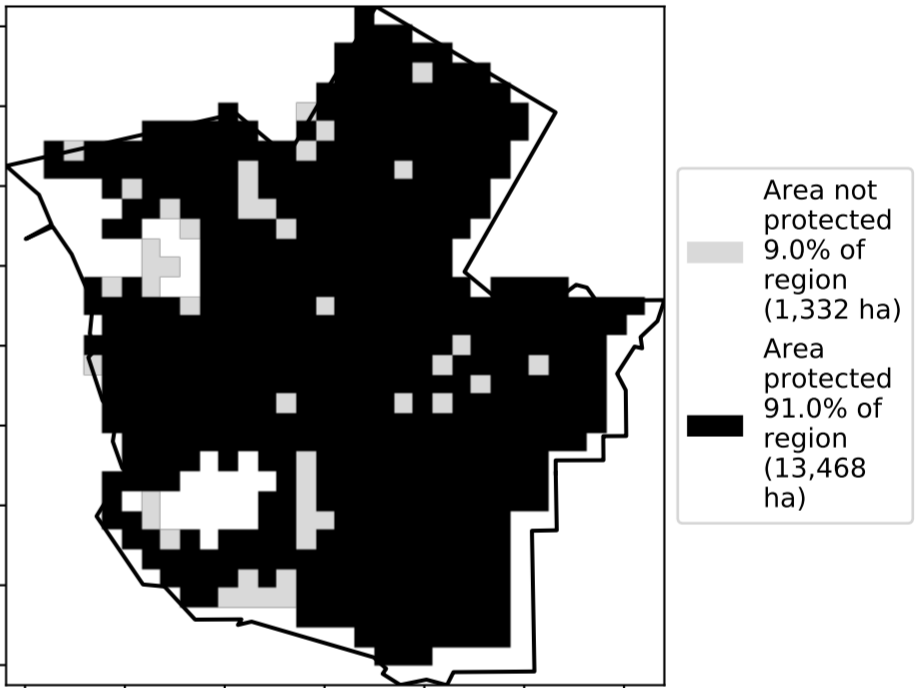 Area not
protected
9.0% of
region
(1,332 ha)
Area
protected
91.0% of
region
(13,468
ha)